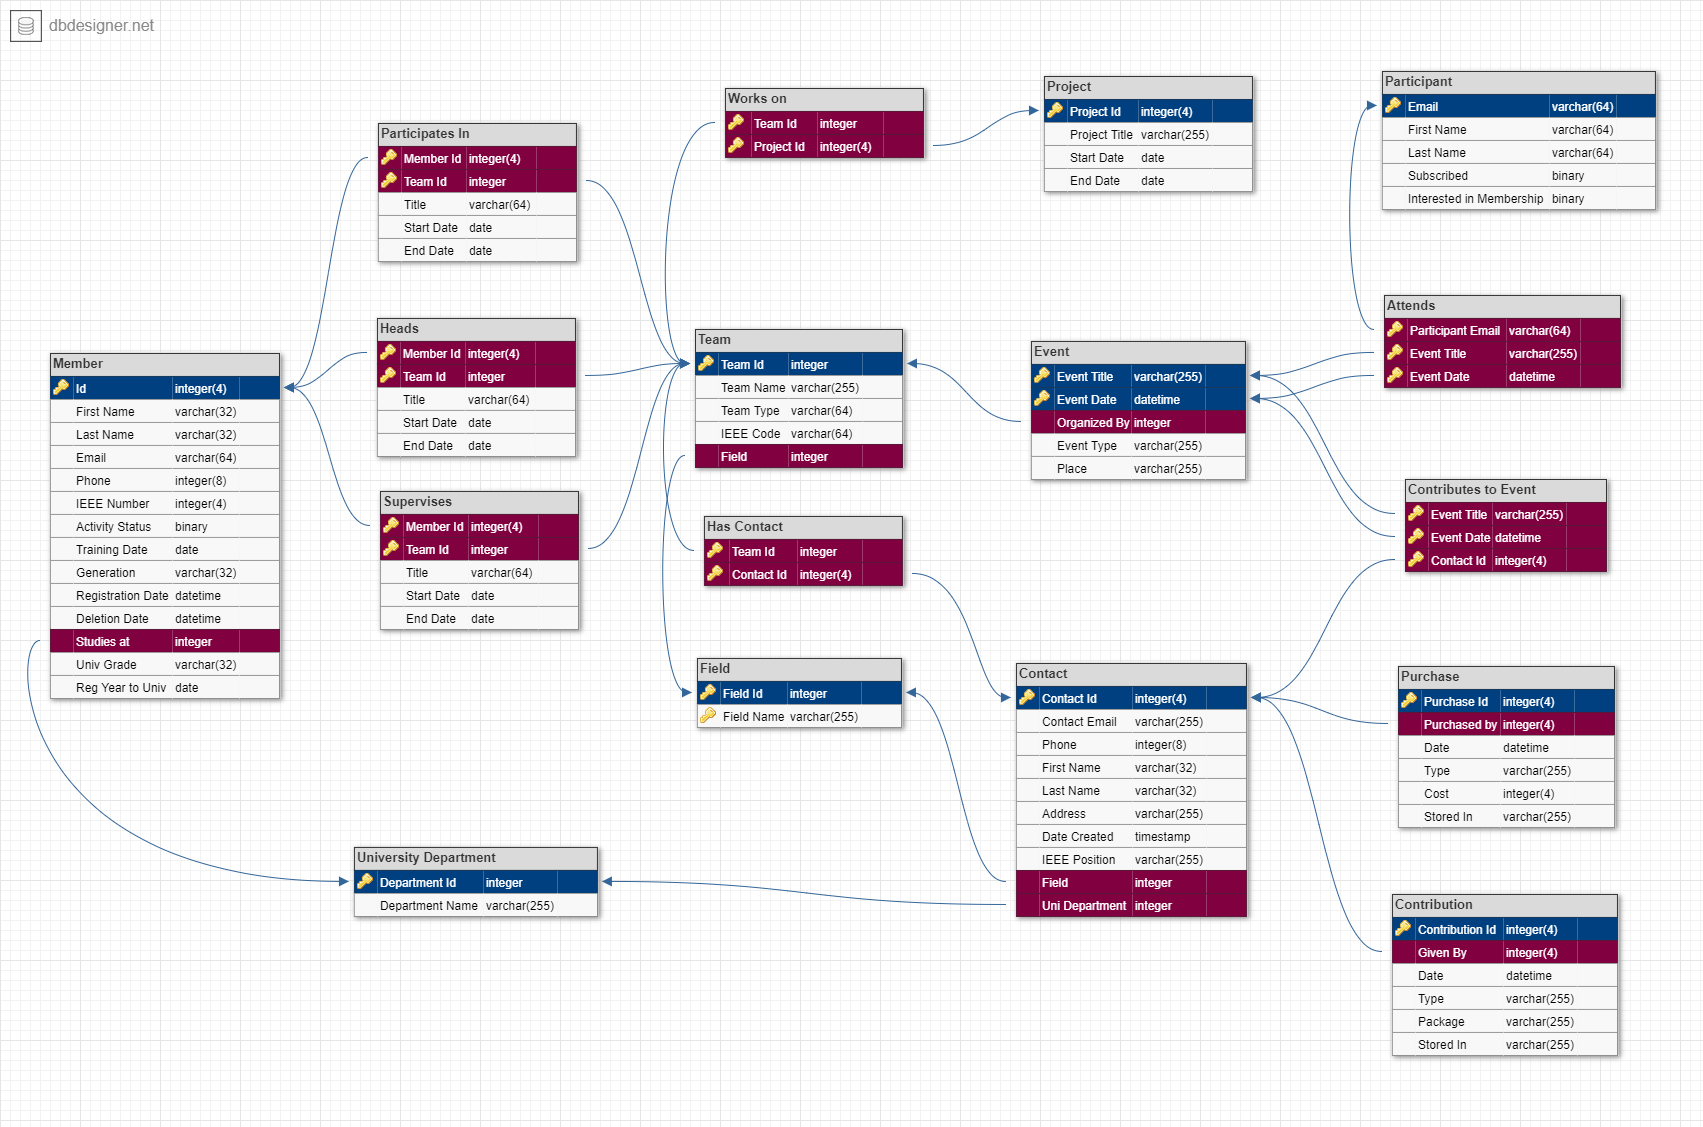 dbdesigner.net
Participates In
Member Id integer(4)
Team Id integer
Title varchar(64)
Start Date date
End Date date
Heads
Member Id integer(4)
Team Id integer
Title varchar(64)
Start Date date
End Date date
Supervises
Member Id integer(4)
Team Id integer
Title varchar(64)
Start Date date
End Date date
Member
Id integer(4)
First Name varchar(32)
Last Name varchar(32)
Email varchar(64)
Phone integer(8)
IEEE Number integer(4)
Activity Status binary
Training Date date
Generation varchar(32)
Registration Date datetime
Deletion Date datetime
Studies at integer
Univ Grade varchar(32)
Reg Year to Univ date
University Department
Department Id integer
Department Name varchar(255)
Works on
Team Id integer
Project Id integer(4)
Team
Team Id integer
Team Name varchar(255)
Team Type varchar(64)
IEEE Code varchar(64)
Field integer
Has Contact
Team Id integer
Contact Id integer(4)
Field
Field Id integer
Field Name varchar(255)
Project
Project Id integer(4)
Project Title varchar(255)
Start Date date
End Date date
Event
Event Title varchar(255)
Event Date datetime
Organized By integer
Event Type varchar(255)
Place varchar(255)
Contact
Contact Id integer(4)
Contact Email varchar(255)
Phone integer(8)
First Name varchar(32)
Last Name varchar(32)
Address varchar(255)
Date Created timestamp
IEEE Position varchar(255)
Field integer
Uni Department integer
Participant
Email varchar(64)
First Name varchar(64)
Last Name varchar(64)
Subscribed binary
Interested in Membership binary
Attends
Participant Email varchar(64)
Event Title varchar(255)
Event Date datetime
Contributes to Event
Event Title varchar(255)
Event Date datetime
Contact Id integer(4)
Purchase
Purchase Id integer(4)
Purchased by integer(4)
Date datetime
Type varchar(255)
Cost integer(4)
Stored In varchar(255)
Contribution
Contribution Id integer(4)
Given By integer(4)
Date datetime
Type varchar(255)
Package varchar(255)
Stored In varchar(255)